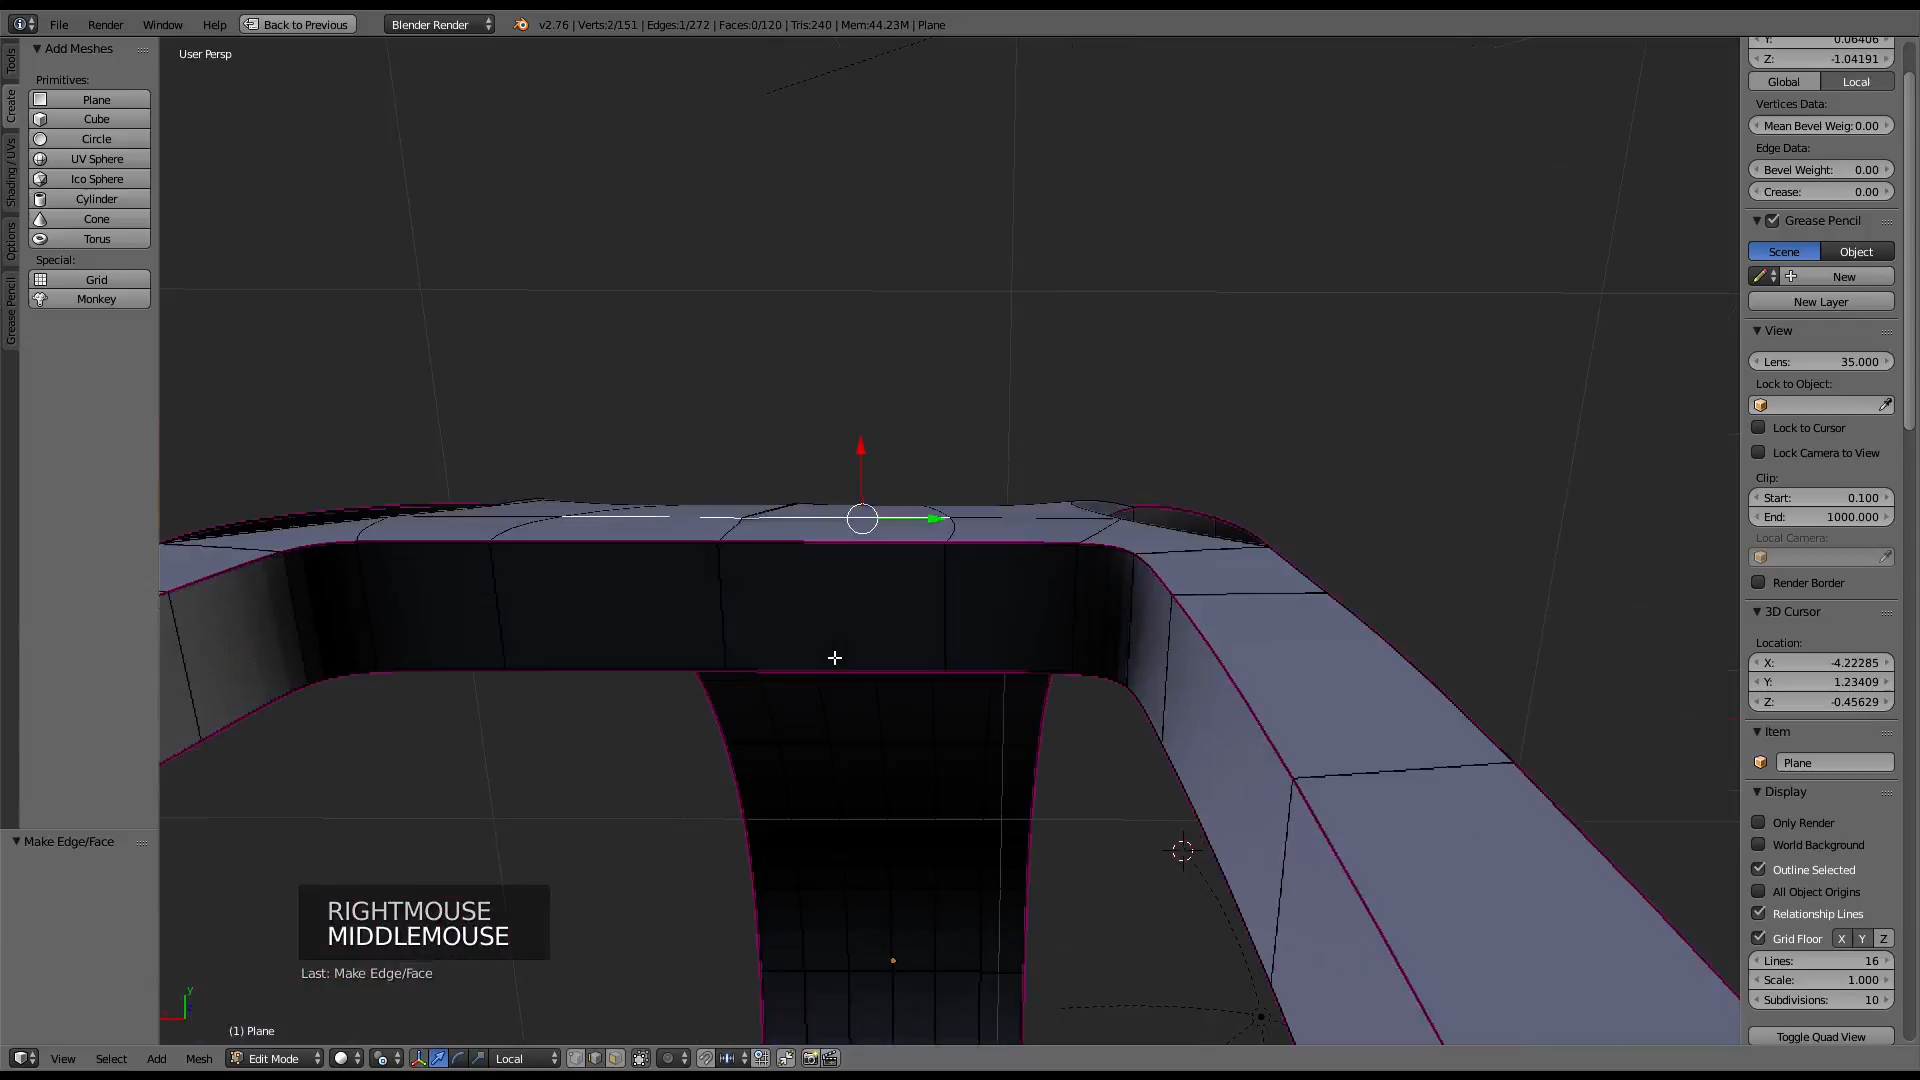 File Render Window Help Back to Previous Blender Render v2.76 | Verts:2/151 | Edges:1/272 | Faces:0/120 | Tris:240 | Mem:44.23M | Plane
Tools
Create
Shading / UVs
Options
Grease Pencil
Add Meshes
Primitives:
Plane
Cube
Circle
UV Sphere
Ico Sphere
Cylinder
Cone
Torus
Special:
Grid
Monkey
Make Edge/Face
User Persp
RIGHTMOUSE
MIDDLEMOUSE
Last: Make Edge/Face
y
(1) Plane
View Select Add Mesh Edit Mode Local
Y: 0.06406
Z: -1.04191
Global Local
Vertices Data:
Mean Bevel Weig: 0.00
Edge Data:
Bevel Weight: 0.00
Crease: 0.00
Grease Pencil
Scene Object
New
New Layer
View
Lens: 35.000
Lock to Object:
Lock to Cursor
Lock Camera to View
Clip:
Start: 0.100
End: 1000.000
Local Camera:
Render Border
3D Cursor
Location:
X: -4.22285
Y: 1.23409
Z: -0.45629
Item
Plane
Display
Only Render
World Background
Outline Selected
All Object Origins
Relationship Lines
Grid Floor X Y Z
Lines: 16
Scale: 1.000
Subdivisions: 10
Toggle Quad View